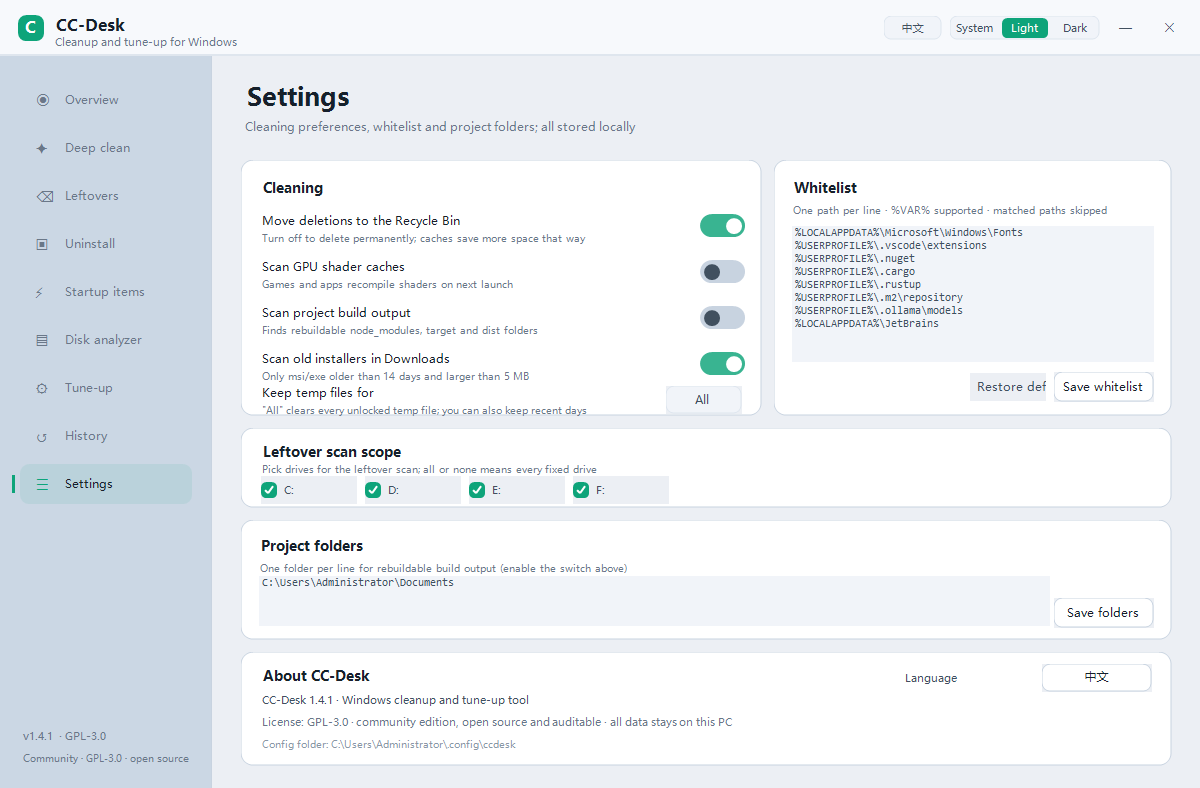 C
CC-Desk
Cleanup and tune-up for Windows
中文
System
Light
Dark
Overview
Deep clean
Leftovers
Uninstall
Startup items
Disk analyzer
Tune-up
History
Settings
v1.4.1 · GPL-3.0
Community · GPL-3.0 · open source
Settings
Cleaning preferences, whitelist and project folders; all stored locally
Cleaning
Move deletions to the Recycle Bin
Turn off to delete permanently; caches save more space that way
Scan GPU shader caches
Games and apps recompile shaders on next launch
Scan project build output
Finds rebuildable node_modules, target and dist folders
Scan old installers in Downloads
Only msi/exe older than 14 days and larger than 5 MB
Keep temp files for
"All" clears every unlocked temp file; you can also keep recent days
All
Whitelist
One path per line · %VAR% supported · matched paths skipped
%LOCALAPPDATA%\Microsoft\Windows\Fonts
%USERPROFILE%\.vscode\extensions
%USERPROFILE%\.nuget
%USERPROFILE%\.cargo
%USERPROFILE%\.rustup
%USERPROFILE%\.m2\repository
%USERPROFILE%\.ollama\models
%LOCALAPPDATA%\JetBrains
Restore def
Save whitelist
Leftover scan scope
Pick drives for the leftover scan; all or none means every fixed drive
C:
D:
E:
F:
Project folders
One folder per line for rebuildable build output (enable the switch above)
C:\Users\Administrator\Documents
Save folders
About CC-Desk
Language
中文
CC-Desk 1.4.1 · Windows cleanup and tune-up tool
License: GPL-3.0 · community edition, open source and auditable · all data stays on this PC
Config folder: C:\Users\Administrator\.config\ccdesk